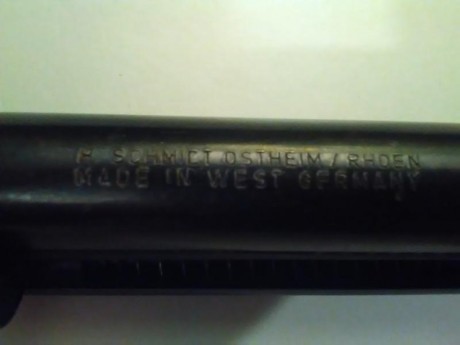 H. SCHMIDT OSTHEIM/RHOEN
MADE IN WEST GERMANY